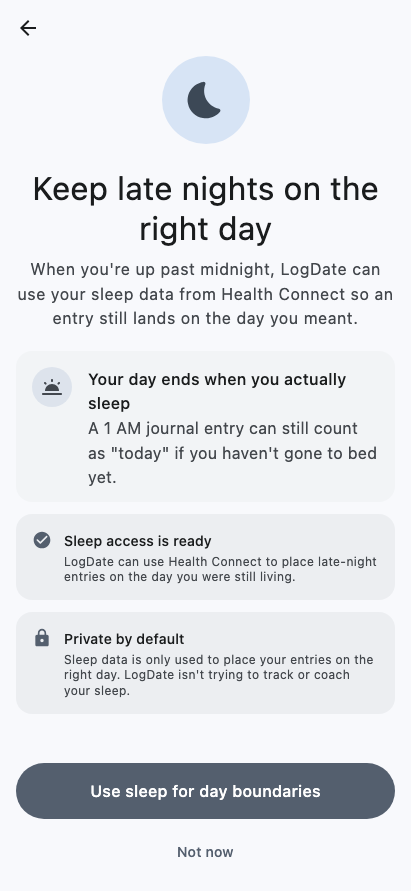 Keep late nights on the
right day
When you're up past midnight, LogDate can
use your sleep data from Health Connect so an
entry still lands on the day you meant.
Your day ends when you actually
sleep
A 1 AM journal entry can still count
as "today" if you haven't gone to bed
yet.
Sleep access is ready
LogDate can use Health Connect to place late-night
entries on the day you were still living.
Private by default
Sleep data is only used to place your entries on the
right day. LogDate isn't trying to track or coach
your sleep.
Use sleep for day boundaries
Not now